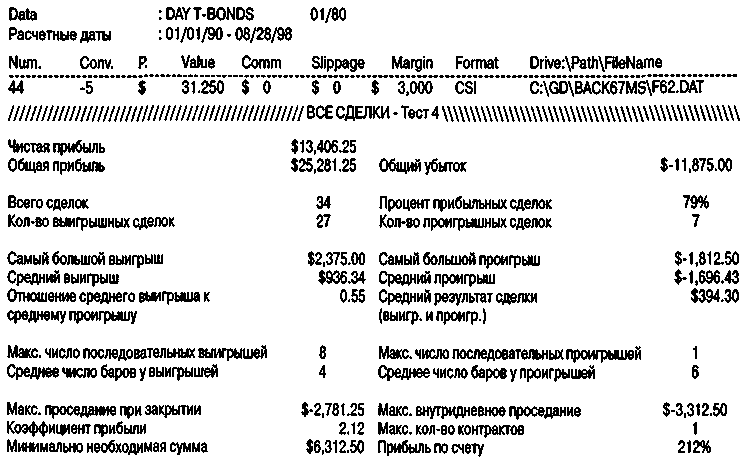 Data : DAY T-BONDS 01/80
Расчетные даты : 01/01/90 - 08/28/98
Num. Conv. P. Value Comm Slippage Margin Format Drive:\Path\FileName
44 -5 $ 31.250 $ 0 $ 0 $ 3,000 CSI C:\GD\BACK67MS\F62.DAT
//////////////////////////////////////////////// ВСЕ СДЕЛКИ - Тест 4 \\\\\\\\\\\\\\\\\\\\\\\\\\\\\\\\\\\\\\\\\\\\\\\\
Чистая прибыль $13,406.25
Общая прибыль $25,281.25 Общий убыток $-11,875.00
Всего сделок 34 Процент прибыльных сделок 79%
Кол-во выигрышных сделок 27 Кол-во проигрышных сделок 7
Самый большой выигрыш $2,375.00 Самый большой проигрыш $-1,812.50
Средний выигрыш $936.34 Средний проигрыш $-1,696.43
Отношение среднего выигрыша к 0.55 Средний результат сделки $394.30
среднему проигрышу (выигр. и проигр.)
Макс. число последовательных выигрышей 8 Макс. число последовательных проигрышей 1
Среднее число баров у выигрышей 4 Среднее число баров у проигрышей 6
Макс. проседание при закрытии $-2,781.25 Макс. внутридневное проседание $-3,312.50
Коэффициент прибыли 2.12 Макс. кол-во контрактов 1
Минимально необходимая сумма $6,312.50 Прибыль по счету 212%